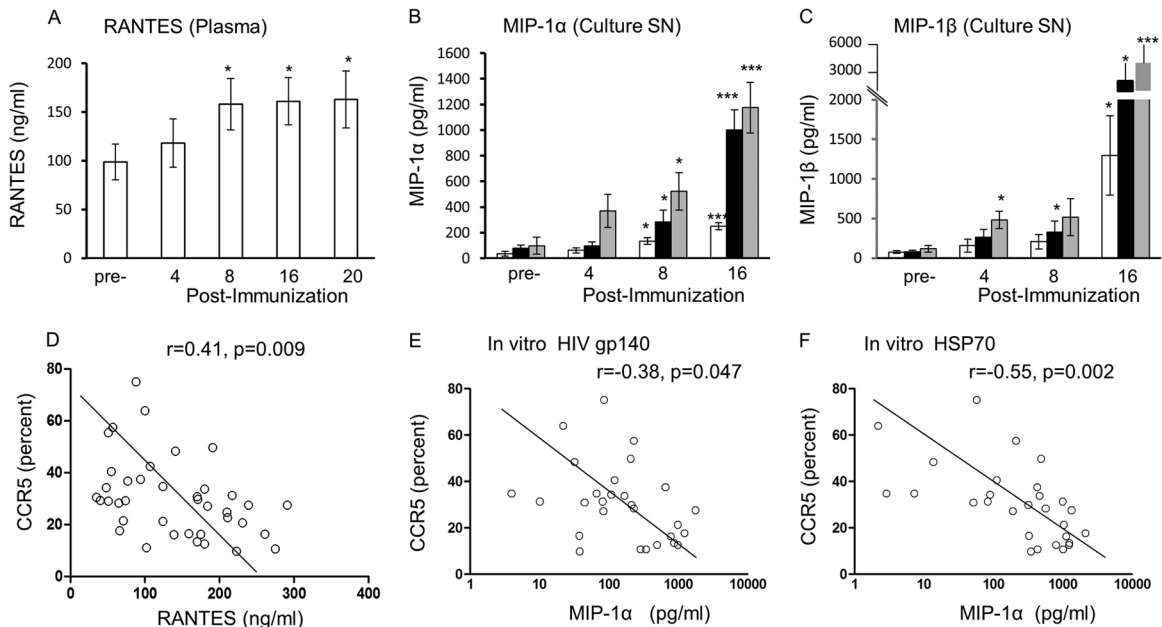 A
RANTES (Plasma)
RANTES (ng/ml)
200
150
100
50
0
* * *
pre- 4 8 16 20
Post-Immunization
B
MIP-1α (Culture SN)
MIP-1α (pg/ml)
1600
1400
1200
1000
800
600
400
200
0
* * * *** *** ***
pre- 4 8 16
Post-Immunization
C
MIP-1β (Culture SN)
MIP-1β (pg/ml)
6000
3000
2000
1500
1000
500
0
* * * * ***
pre- 4 8 16
Post-Immunization
D
r=0.41, p=0.009
CCR5 (percent)
80
60
40
20
0
0 100 200 300 400
RANTES (ng/ml)
E
In vitro HIV gp140
r=-0.38, p=0.047
CCR5 (percent)
80
60
40
20
0
1 10 100 1000 10000
MIP-1α (pg/ml)
F
In vitro HSP70
r=-0.55, p=0.002
CCR5 (percent)
80
60
40
20
0
1 10 100 1000 10000
MIP-1α (pg/ml)